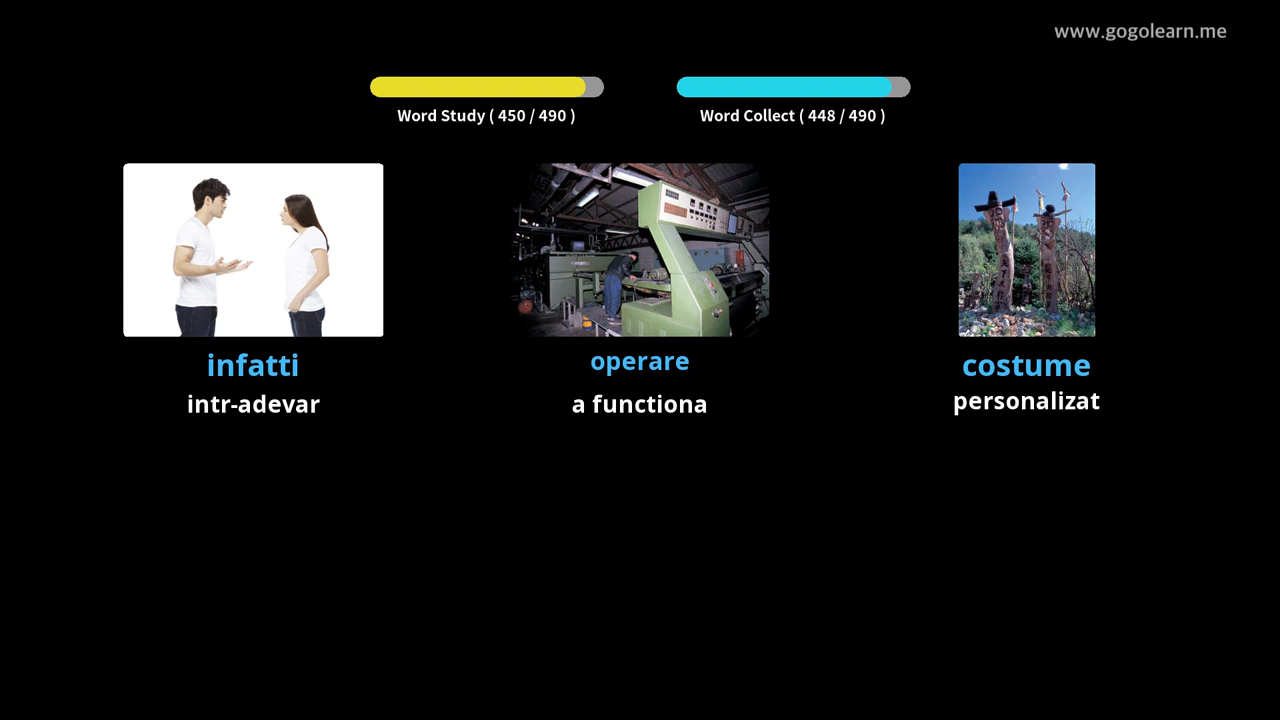 www.gogolearn.me
Word Study ( 450 / 490 )
Word Collect ( 448 / 490 )
infatti
intr-adevar
operare
a functiona
costume
personalizat